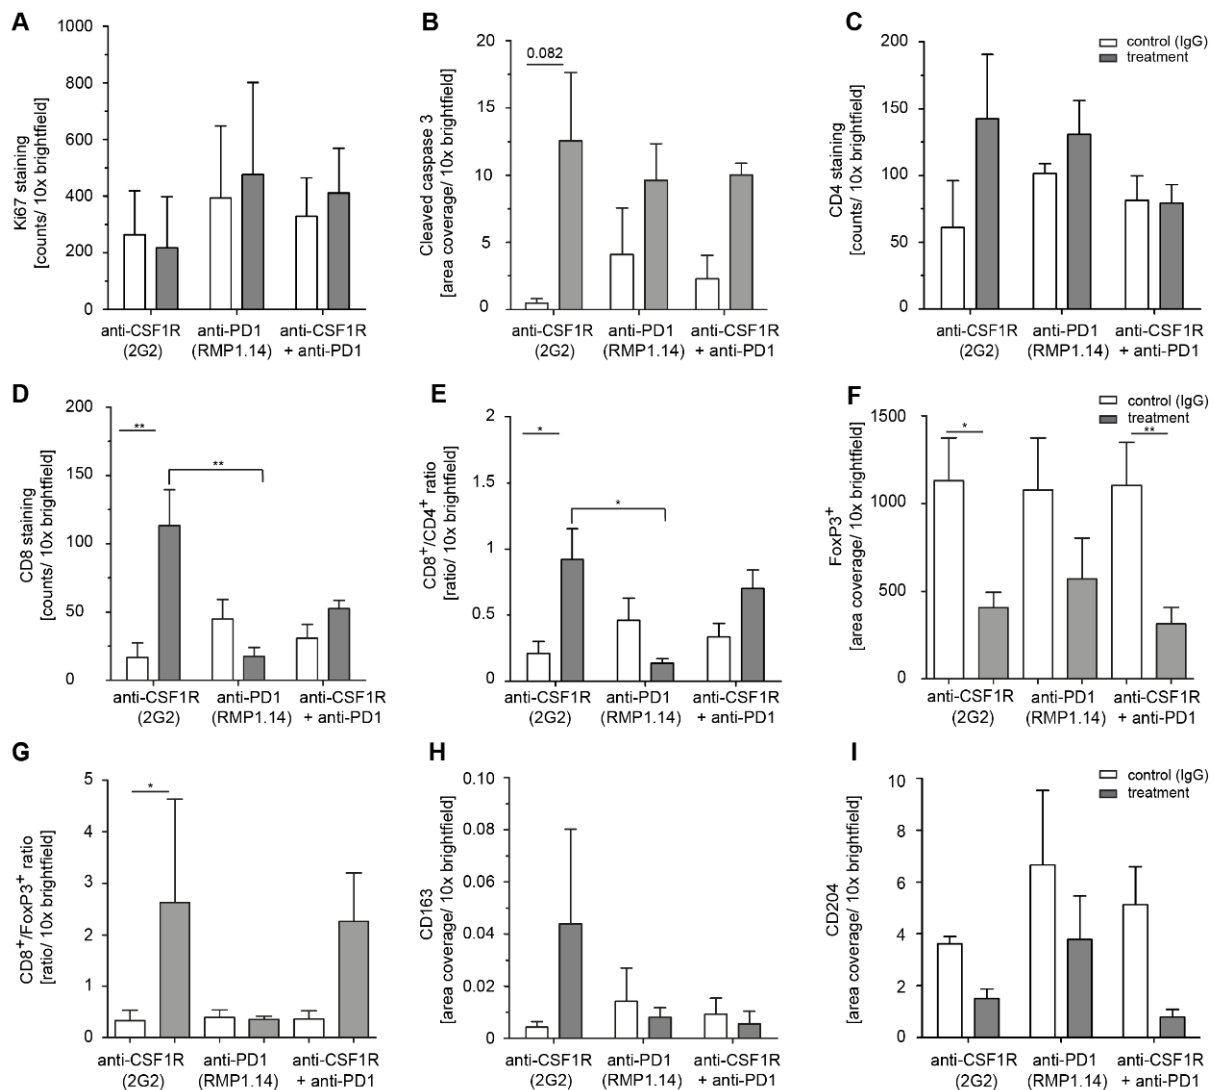 A
Ki67 staining
[counts/ 10x brightfield]
1000
800
600
400
200
0
anti-CSF1R
(2G2)
anti-PD1
(RMP1.14)
anti-CSF1R
+ anti-PD1
B
Cleaved caspase 3
[area coverage/ 10x brightfield]
20
15
10
5
0
0.082
anti-CSF1R
(2G2)
anti-PD1
(RMP1.14)
anti-CSF1R
+ anti-PD1
C
CD4 staining
[counts/ 10x brightfield]
200
150
100
50
0
control (IgG)
treatment
anti-CSF1R
(2G2)
anti-PD1
(RMP1.14)
anti-CSF1R
+ anti-PD1
D
CD8 staining
[counts/ 10x brightfield]
200
150
100
50
0
**
**
anti-CSF1R
(2G2)
anti-PD1
(RMP1.14)
anti-CSF1R
+ anti-PD1
E
CD8+/CD4+ ratio
[ratio/ 10x brightfield]
2
1.5
1
0.5
0
*
*
anti-CSF1R
(2G2)
anti-PD1
(RMP1.14)
anti-CSF1R
+ anti-PD1
F
FoxP3+
[area coverage/ 10x brightfield]
1500
1000
500
0
control (IgG)
treatment
*
**
anti-CSF1R
(2G2)
anti-PD1
(RMP1.14)
anti-CSF1R
+ anti-PD1
G
CD8+/FoxP3+ ratio
[ratio/ 10x brightfield]
5
4
3
2
1
0
*
anti-CSF1R
(2G2)
anti-PD1
(RMP1.14)
anti-CSF1R
+ anti-PD1
H
CD163
[area coverage/ 10x brightfield]
0.10
0.08
0.06
0.04
0.02
0
anti-CSF1R
(2G2)
anti-PD1
(RMP1.14)
anti-CSF1R
+ anti-PD1
I
CD204
[area coverage/ 10x brightfield]
10
8
6
4
2
0
control (IgG)
treatment
anti-CSF1R
(2G2)
anti-PD1
(RMP1.14)
anti-CSF1R
+ anti-PD1